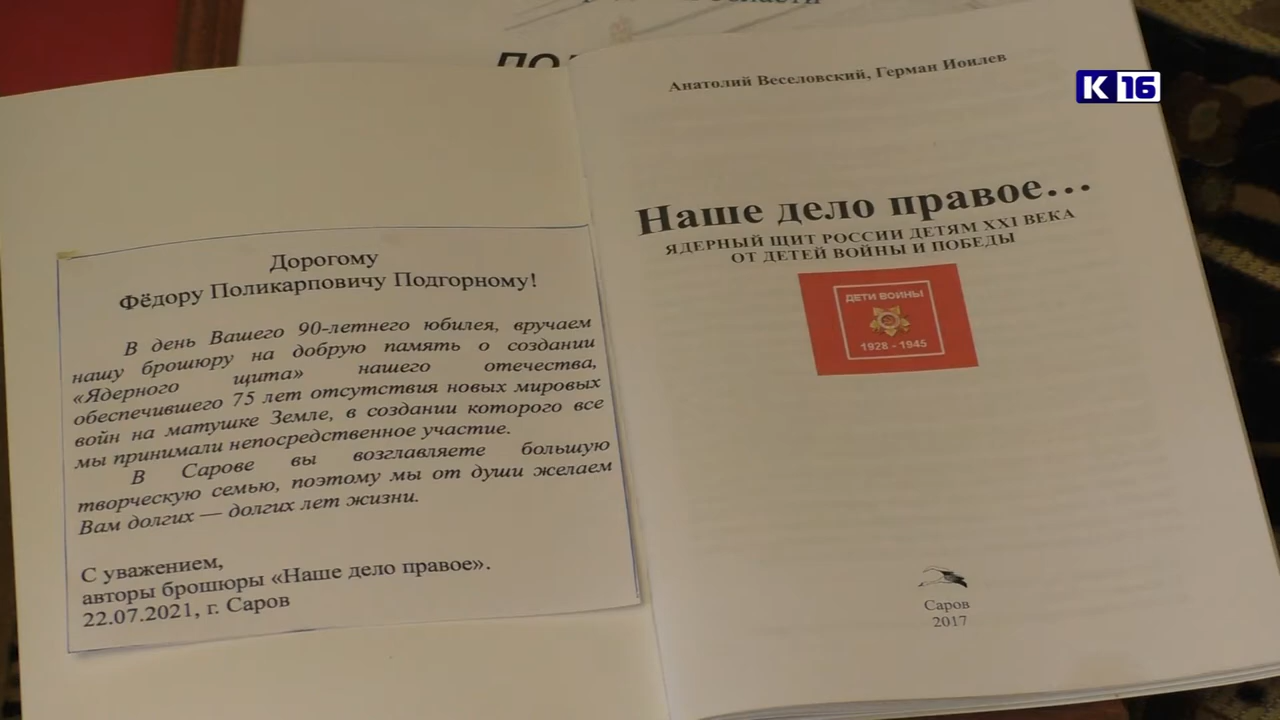 К 16
Дорогому
Фёдору Поликарповичу Подгорному!
В день Вашего 90-летнего юбилея, вручаем
нашу брошюру на добрую память о создании
«Ядерного щита» нашего отечества,
обеспечившего 75 лет отсутствия новых мировых
войн на матушке Земле, в создании которого все
мы принимали непосредственное участие.
В Сарове вы возглавляете большую
творческую семью, поэтому мы от души желаем
Вам долгих — долгих лет жизни.
С уважением,
авторы брошюры «Наше дело правое».
22.07.2021, г. Саров
Анатолий Веселовский, Герман Иоилев
Наше дело правое...
ЯДЕРНЫЙ ЩИТ РОССИИ ДЕТЯМ XXI ВЕКА
ОТ ДЕТЕЙ ВОЙНЫ И ПОБЕДЫ
ДЕТИ ВОЙНЫ
1928 - 1945
Саров
2017